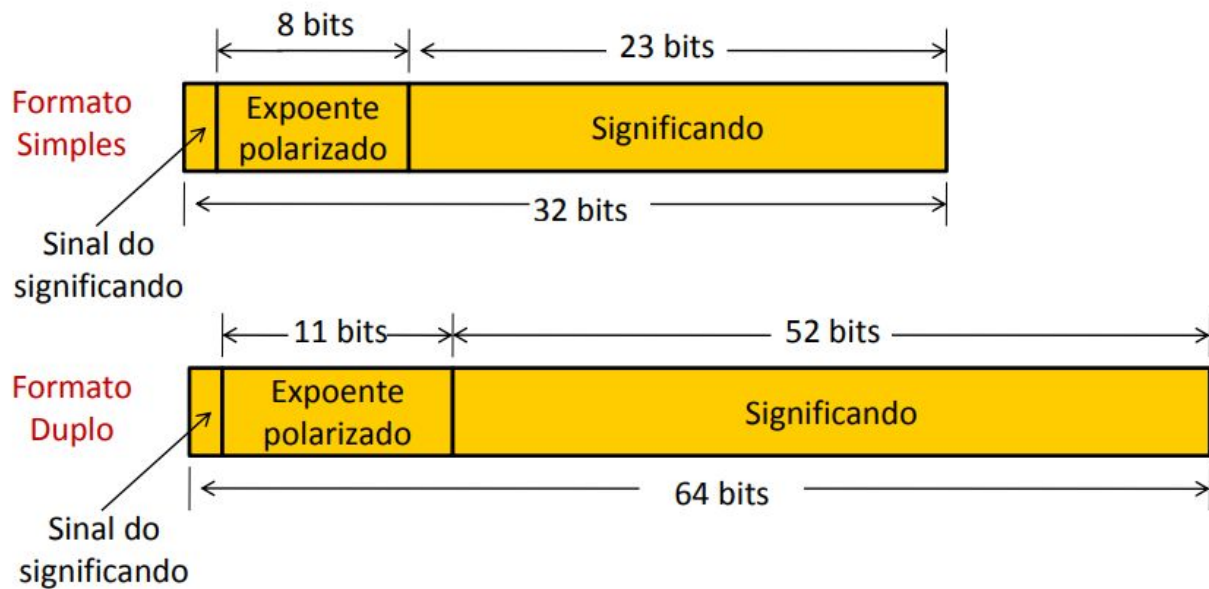 8 bits
23 bits
Formato
Simples
Expoente
polarizado
Significando
32 bits
Sinal do
significando
11 bits
52 bits
Formato
Duplo
Expoente
polarizado
Significando
64 bits
Sinal do
significando